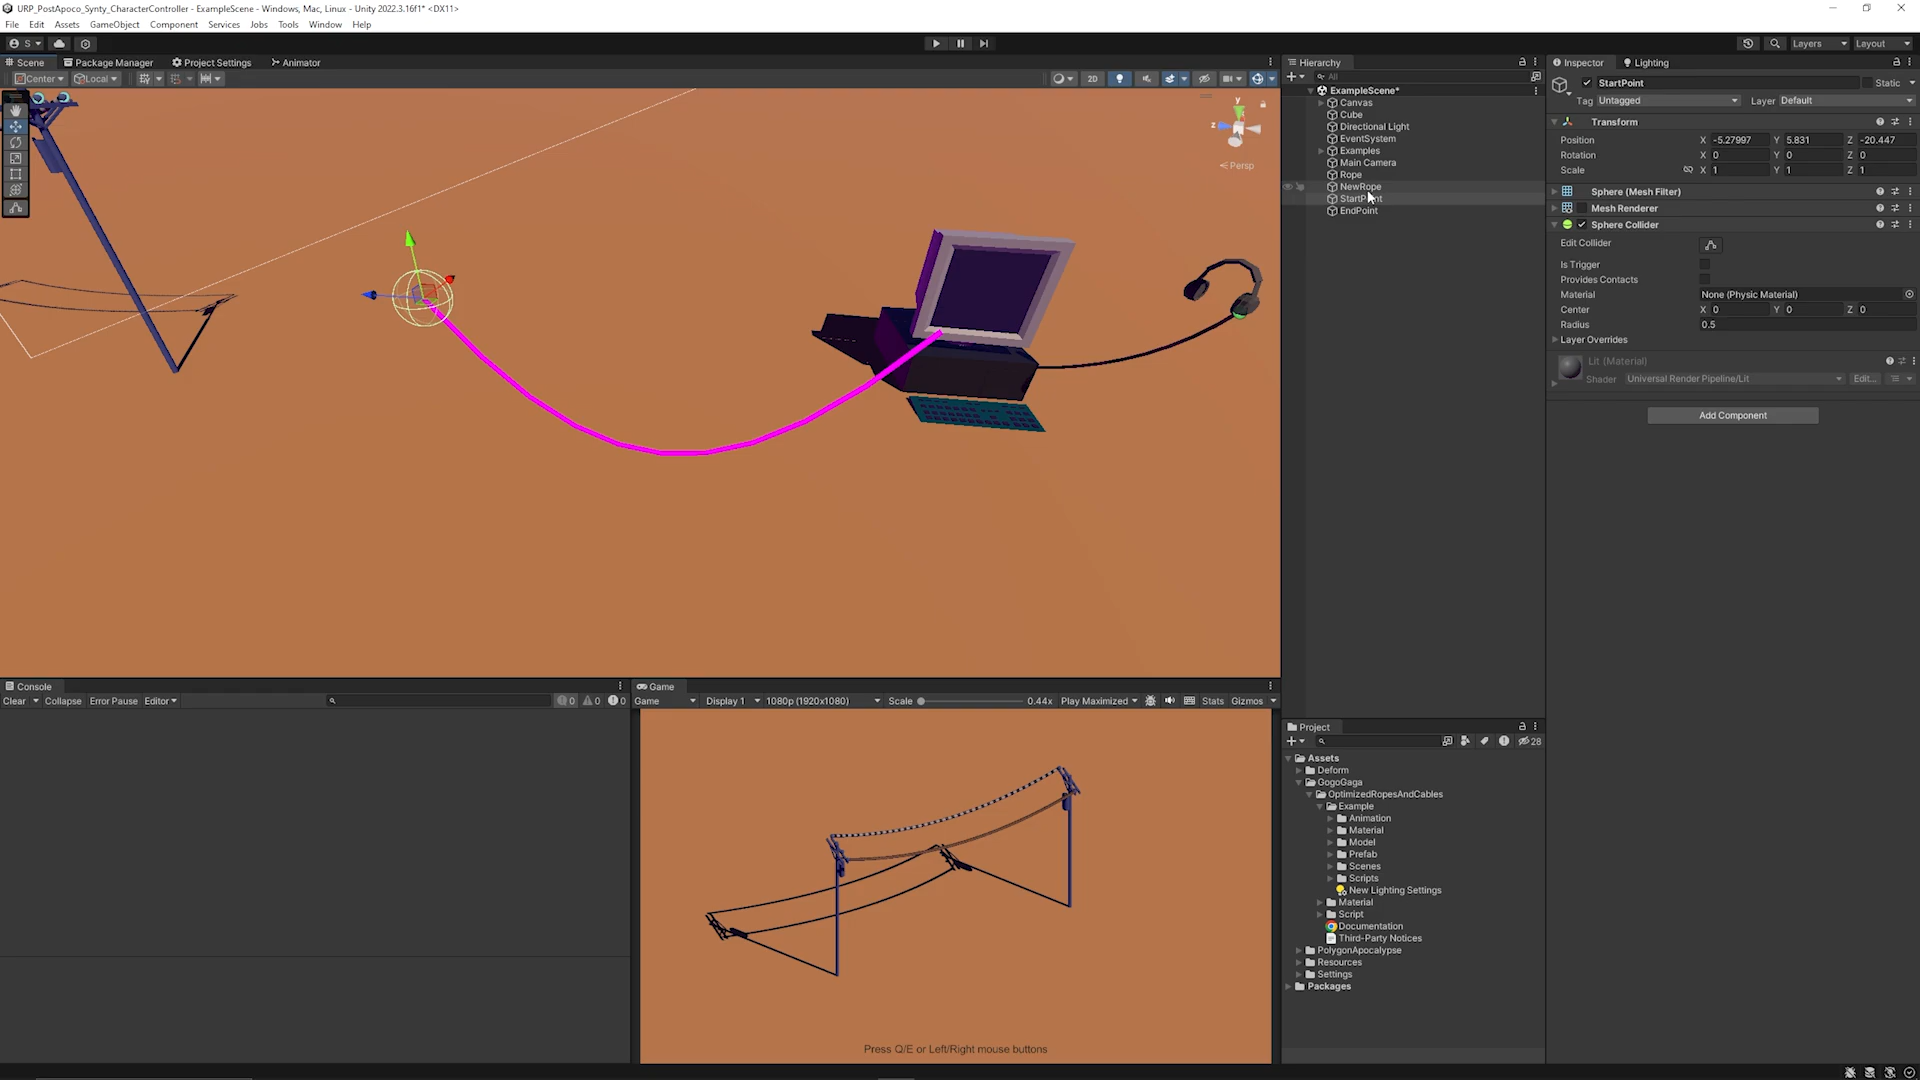 URP_PostApoco_Synty_CharacterController - ExampleScene - Windows, Mac, Linux - Unity 2022.3.16f1* <DX11>
File Edit Assets GameObject Component Services Jobs Tools Window Help
S Layers Layout
Scene Package Manager Project Settings Animator
Center Local 2D
y
z
Persp
Hierarchy
All
ExampleScene*
Canvas
Cube
Directional Light
EventSystem
Examples
Main Camera
Rope
NewRope
EndPoint
Inspector Lighting
StartPoint Static
Tag Untagged Layer Default
Transform
Position X -5.27997 Y 5.831 Z -20.447
Rotation X 0 Y 0 Z 0
Scale X 1 Y 1 Z 1
Sphere (Mesh Filter)
Mesh Renderer
Sphere Collider
Edit Collider
Is Trigger
Provides Contacts
Material None (Physic Material)
Center X 0 Y 0 Z 0
Radius 0.5
Layer Overrides
Lit (Material)
Shader Universal Render Pipeline/Lit Edit...
Add Component
Console
Clear Collapse Error Pause Editor 0 0 0
Game
Game Display 1 1080p (1920x1080) Scale 0.44x Play Maximized Stats Gizmos
Press Q/E or Left/Right mouse buttons
Project
28
Assets
Deform
GogoGaga
OptimizedRopesAndCables
Example
Animation
Material
Model
Prefab
Scenes
Scripts
New Lighting Settings
Material
Script
Documentation
Third-Party Notices
PolygonApocalypse
Resources
Settings
Packages